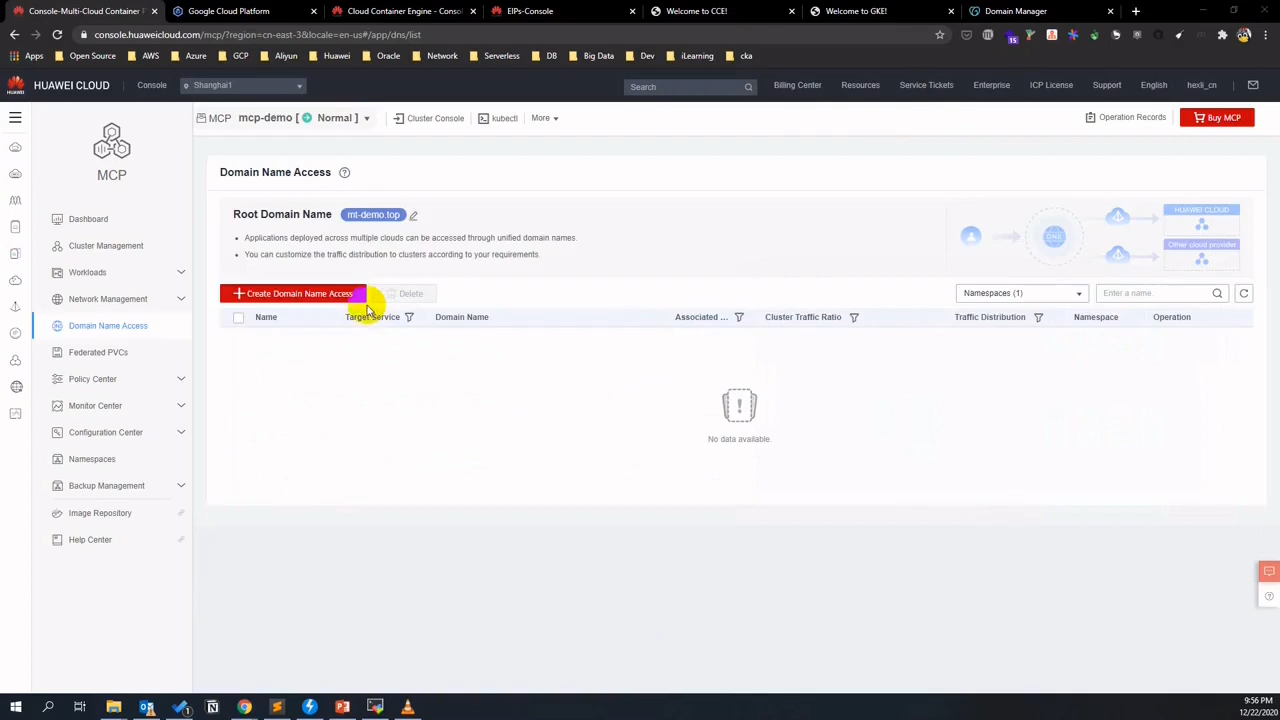 Console-Multi-Cloud Container F
Google Cloud Platform
Cloud Container Engine - Conso
EIPs-Console
Welcome to CCE!
Welcome to GKE!
Domain Manager
console.huaweicloud.com/mcp/?region=cn-east-3&locale=en-us#/app/dns/list
15
Apps
Open Source
AWS
Azure
GCP
Aliyun
Huawei
Oracle
Network
Serverless
DB
Big Data
Dev
iLearning
cka
HUAWEI CLOUD
Console
Shanghai1
Search
Billing Center
Resources
Service Tickets
Enterprise
ICP License
Support
English
hexli_cn
MCP
mcp-demo [ Normal ]
Cluster Console
kubectl
More
Operation Records
Buy MCP
MCP
Dashboard
Cluster Management
Workloads
Network Management
Domain Name Access
Federated PVCs
Policy Center
Monitor Center
Configuration Center
Namespaces
Backup Management
Image Repository
Help Center
Domain Name Access
Root Domain Name
mt-demo.top
• Applications deployed across multiple clouds can be accessed through unified domain names.
• You can customize the traffic distribution to clusters according to your requirements.
DNS
HUAWEI CLOUD
Other cloud provider
Create Domain Name Access
Delete
Namespaces (1)
Enter a name.
Name
Target Service
Domain Name
Associated ...
Cluster Traffic Ratio
Traffic Distribution
Namespace
Operation
No data available.
9:56 PM
12/22/2020